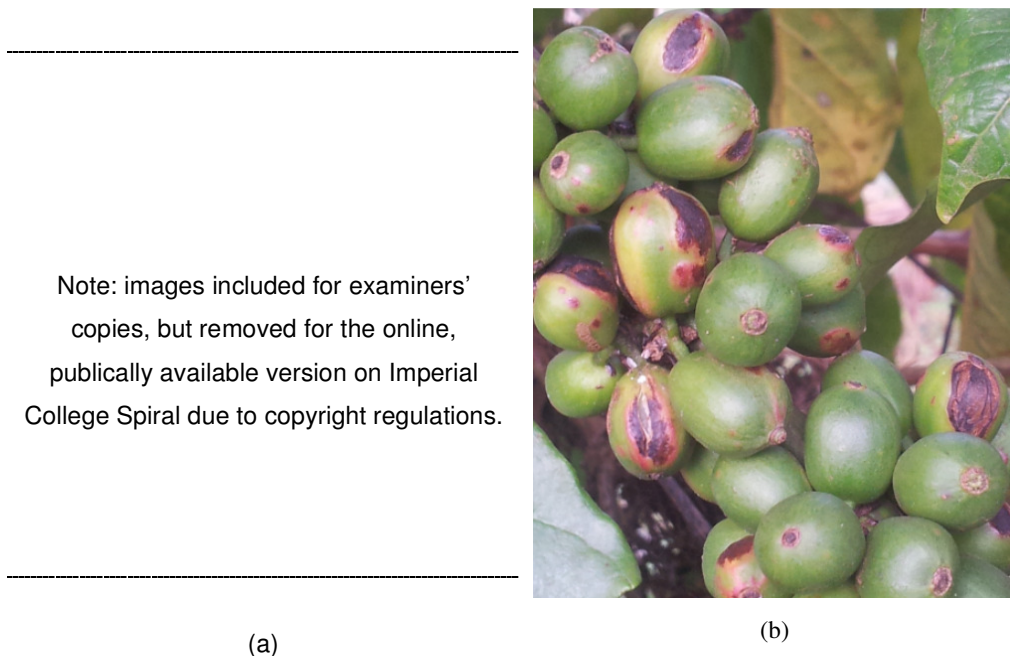 Note: images included for examiners’
copies, but removed for the online,
publically available version on Imperial
College Spiral due to copyright regulations.
(a)
(b)